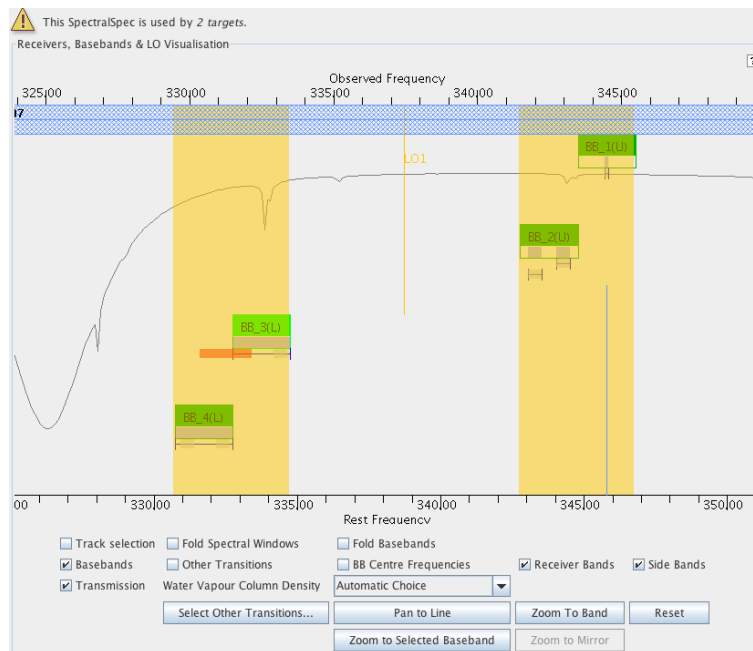 This SpectralSpec is used by 2 targets.
Receivers, Basebands & LO Visualisation
Observed Frequency
325.00 330.00 335.00 340.00 345.00
07
LO1
BB_1(U)
BB_2(U)
BB_3(L)
BB_4(L)
00 330.00 335.00 340.00 345.00 350.00
Rest Frequency
Track selection Fold Spectral Windows Fold Basebands
Basebands Other Transitions BB Centre Frequencies Receiver Bands Side Bands
Transmission Water Vapour Column Density Automatic Choice
Select Other Transitions... Pan to Line Zoom To Band Reset
Zoom to Selected Baseband Zoom to Mirror